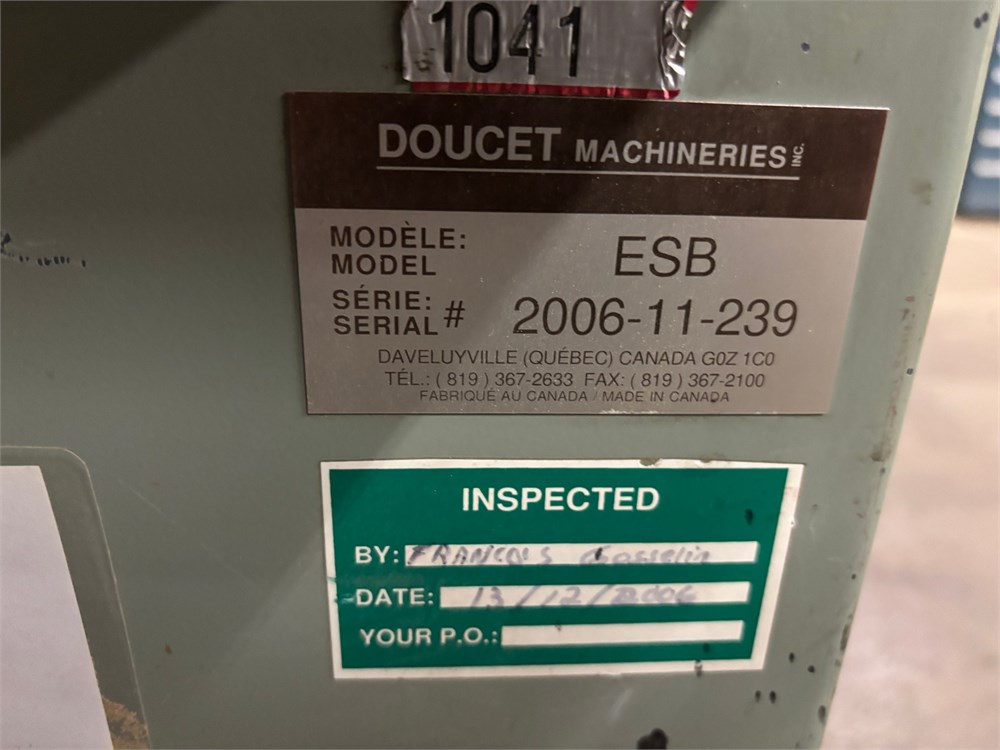 1041
DOUCET MACHINERIES INC.
MODÈLE:
MODEL
ESB
SÉRIE:
SERIAL # 2006-11-239
DAVELUYVILLE (QUÉBEC) CANADA G0Z 1C0
TÉL.: ( 819 ) 367-2633 FAX: ( 819 ) 367-2100
FABRIQUÉ AU CANADA / MADE IN CANADA
INSPECTED
BY: FRANCOIS Gosselin
DATE: 13/12/2006
YOUR P.O.: